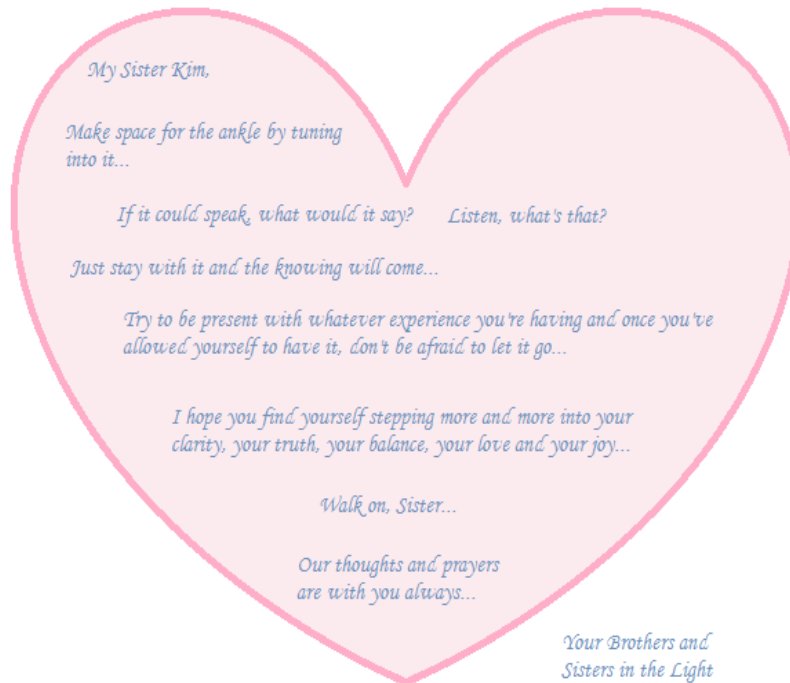 My Sister Kim,
Make space for the ankle by tuning
into it...
If it could speak, what would it say? Listen, what's that?
Just stay with it and the knowing will come...
Try to be present with whatever experience you're having and once you've
allowed yourself to have it, don't be afraid to let it go...
I hope you find yourself stepping more and more into your
clarity, your truth, your balance, your love and your joy...
Walk on, Sister...
Our thoughts and prayers
are with you always...
Your Brothers and
Sisters in the Light